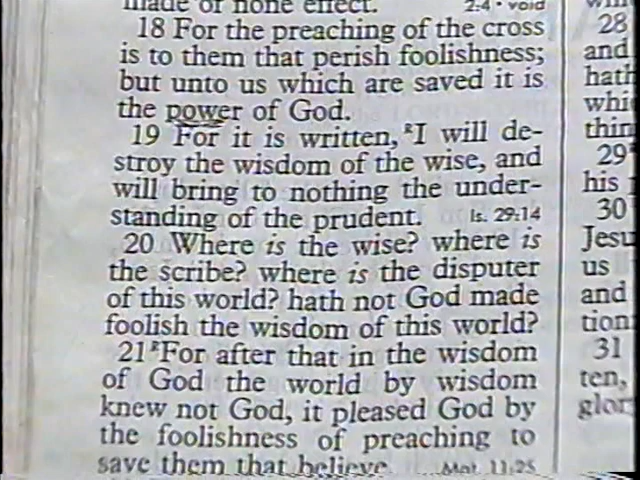 made of none effect. 2:4 · void
18 For the preaching of the cross
is to them that perish foolishness;
but unto us which are saved it is
the power of God.
19 For it is written, ᴿI will de-
stroy the wisdom of the wise, and
will bring to nothing the under-
standing of the prudent. Is. 29:14
20 Where is the wise? where is
the scribe? where is the disputer
of this world? hath not God made
foolish the wisdom of this world?
21 ᴿFor after that in the wisdom
of God the world by wisdom
knew not God, it pleased God by
the foolishness of preaching to
save them that believe. Mat. 11:25
28
and
hath
whi
thin
29
his
30
Jesu
us
and
tion
31
ten,
glor